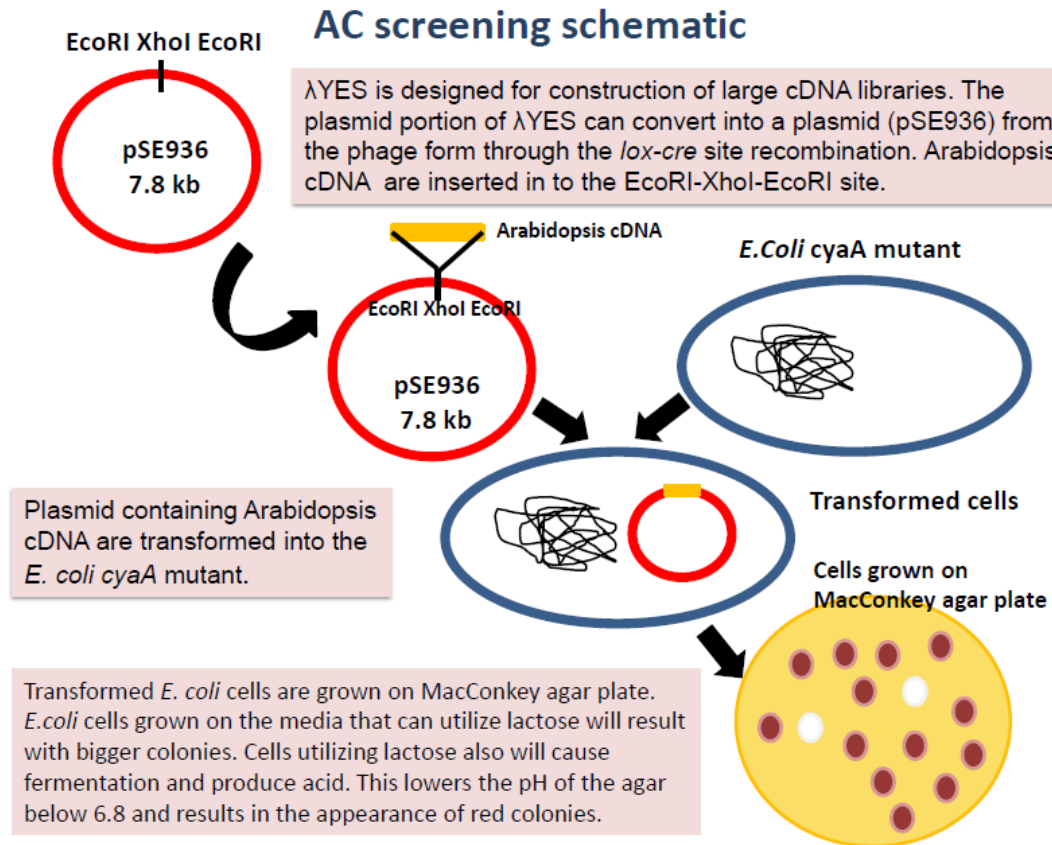 AC screening schematic
EcoRI XhoI EcoRI
pSE936
7.8 kb
λYES is designed for construction of large cDNA libraries. The
plasmid portion of λYES can convert into a plasmid (pSE936) from
the phage form through the lox-cre site recombination. Arabidopsis
cDNA are inserted in to the EcoRI-XhoI-EcoRI site.
Arabidopsis cDNA
EcoRI XhoI EcoRI
pSE936
7.8 kb
E.Coli cyaA mutant
Plasmid containing Arabidopsis
cDNA are transformed into the
E. coli cyaA mutant.
Transformed cells
Cells grown on
MacConkey agar plate
Transformed E. coli cells are grown on MacConkey agar plate.
E.coli cells grown on the media that can utilize lactose will result
with bigger colonies. Cells utilizing lactose also will cause
fermentation and produce acid. This lowers the pH of the agar
below 6.8 and results in the appearance of red colonies.